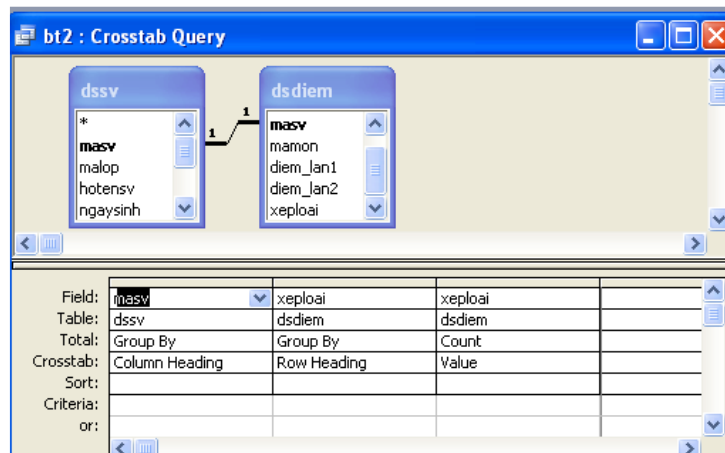 bt2 : Crosstab Query
dssv
*
masv
malop
hotensv
ngaysinh
1
1
dsdiem
masv
mamon
diem_lan1
diem_lan2
xeploai
Field: masv xeploai xeploai
Table: dssv dsdiem dsdiem
Total: Group By Group By Count
Crosstab: Column Heading Row Heading Value
Sort:
Criteria:
or: